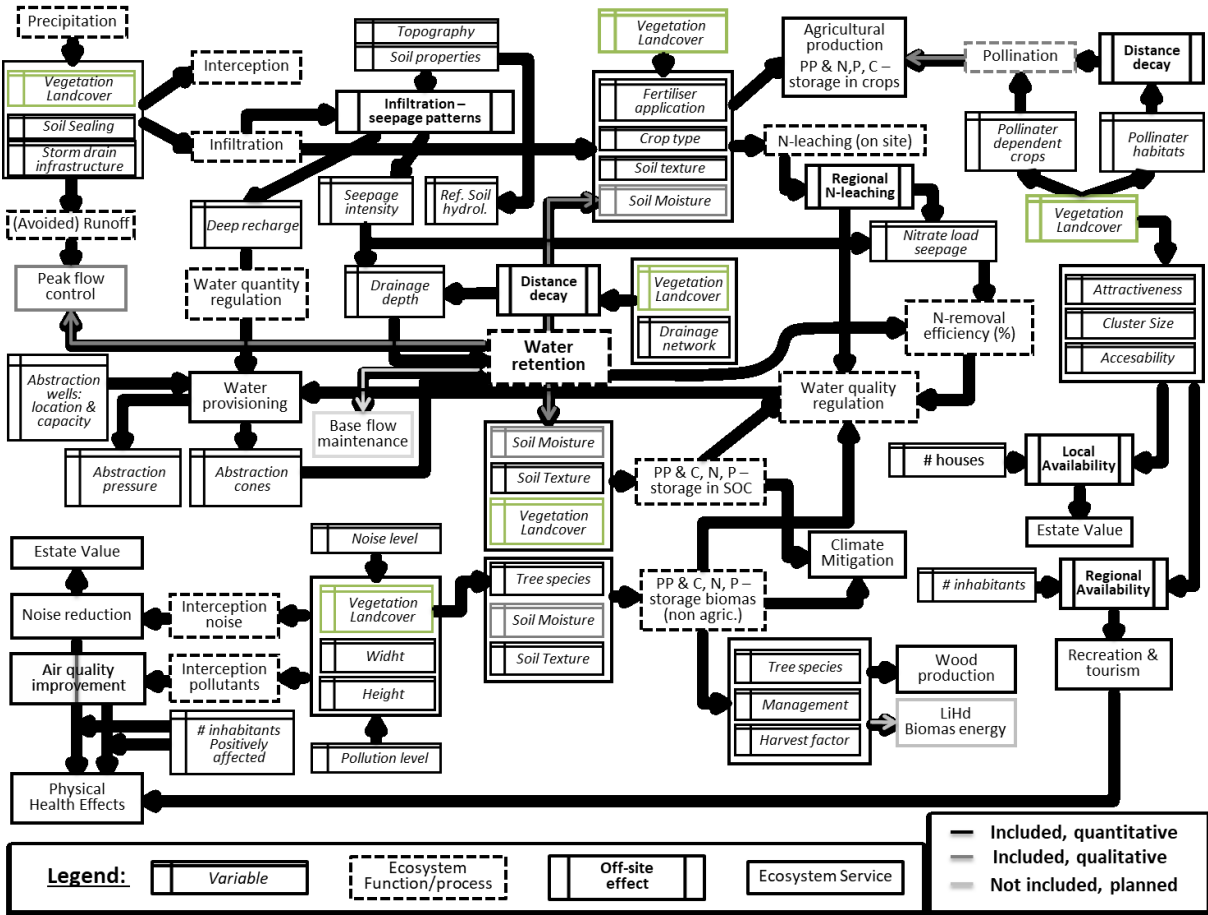 Precipitation
Vegetation
Landcover
Soil Sealing
Storm drain
infrastructure
Interception
Infiltration
(Avoided) Runoff
Peak flow
control
Topography
Soil properties
Infiltration –
seepage patterns
Deep recharge
Seepage
intensity
Ref. Soil
hydrol.
Water quantity
regulation
Drainage
depth
Distance
decay
Vegetation
Landcover
Drainage
network
Vegetation
Landcover
Fertiliser
application
Crop type
Soil texture
Soil Moisture
Agricultural
production
PP & N,P, C –
storage in crops
Pollination
Distance
decay
Pollinater
dependent
crops
Pollinater
habitats
Vegetation
Landcover
N-leaching (on site)
Regional
N-leaching
Nitrate load
seepage
N-removal
efficiency (%)
Attractiveness
Cluster Size
Accesability
Water
retention
Abstraction
wells:
location &
capacity
Water
provisioning
Base flow
maintenance
Water quality
regulation
Abstraction
pressure
Abstraction
cones
Soil Moisture
Soil Texture
Vegetation
Landcover
PP & C, N, P –
storage in SOC
# houses
Local
Availability
Estate Value
Climate
Mitigation
Estate Value
Noise reduction
Interception
noise
Noise level
Vegetation
Landcover
Widht
Height
Pollution level
Tree species
Soil Moisture
Soil Texture
PP & C, N, P –
storage biomas
(non agric.)
# inhabitants
Regional
Availability
Air quality
improvement
Interception
pollutants
# inhabitants
Positively
affected
Physical
Health Effects
Tree species
Management
Harvest factor
Wood
production
LiHd
Biomas energy
Recreation &
tourism
Legend:
Variable
Ecosystem
Function/process
Off-site
effect
Ecosystem Service
Included, quantitative
Included, qualitative
Not included, planned